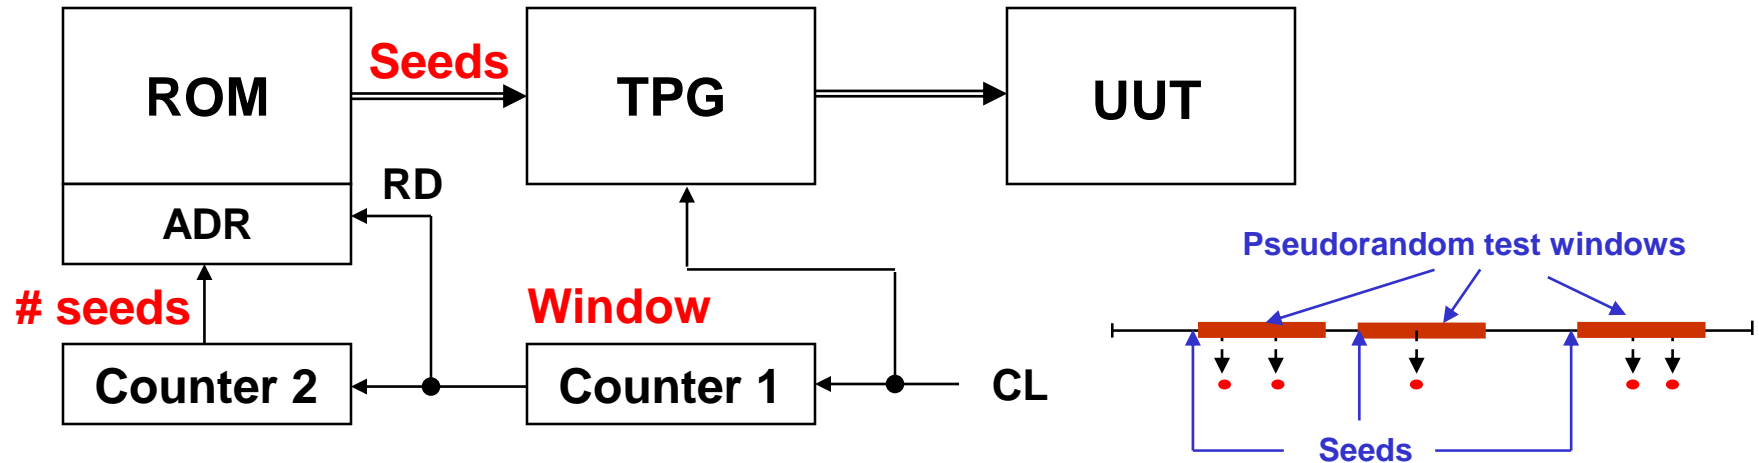 ROM
Seeds
TPG
UUT
RD
ADR
# seeds
Window
Counter 2
Counter 1
CL
Pseudorandom test windows
Seeds